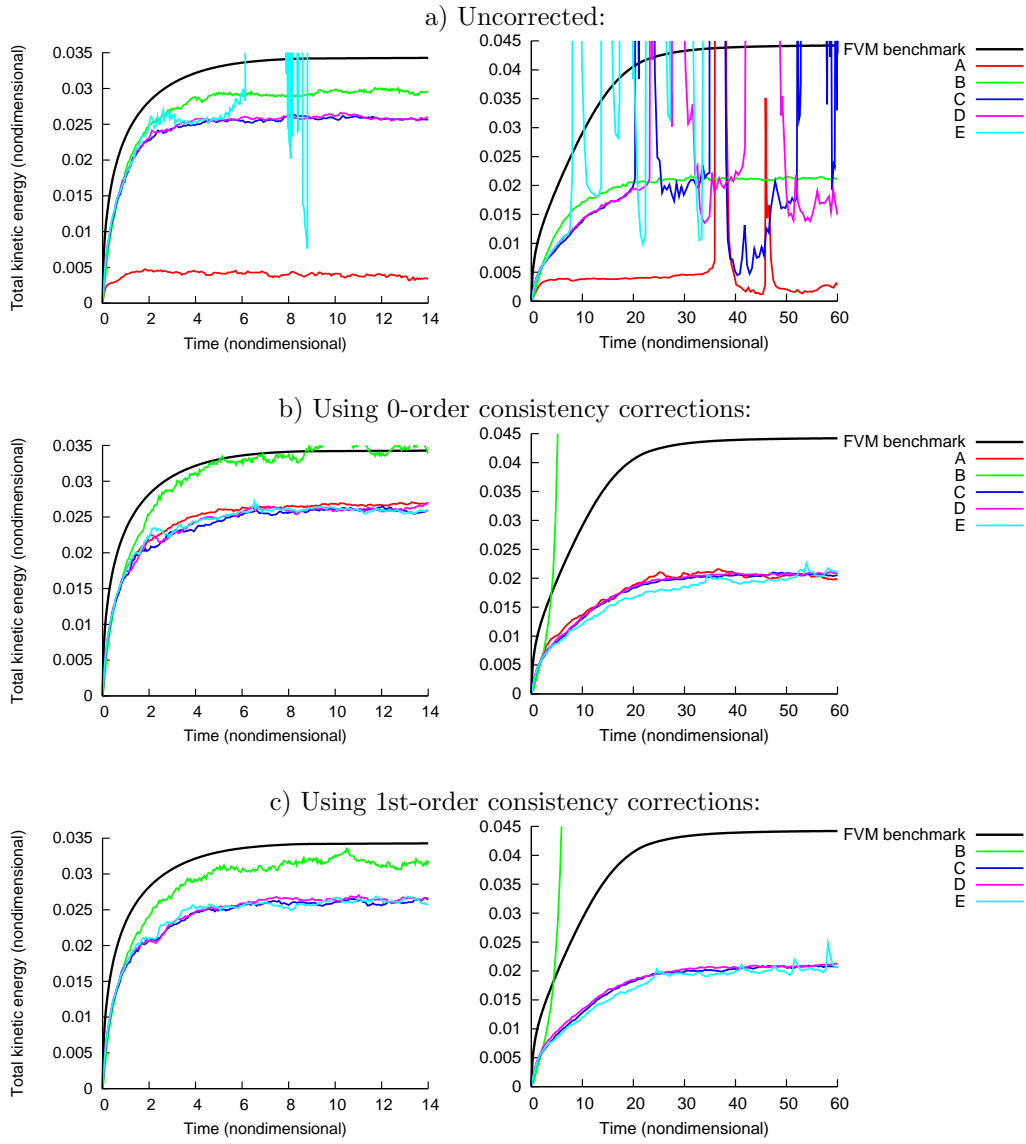 a) Uncorrected:
Total kinetic energy (nondimensional)
0.035
0.03
0.025
0.02
0.015
0.01
0.005
0
0 2 4 6 8 10 12 14
Time (nondimensional)
0.045
0.04
0.035
0.03
0.025
0.02
0.015
0.01
0.005
0
0 10 20 30 40 50 60
Time (nondimensional)
FVM benchmark
A
B
C
D
E
b) Using 0-order consistency corrections:
Total kinetic energy (nondimensional)
0.035
0.03
0.025
0.02
0.015
0.01
0.005
0
0 2 4 6 8 10 12 14
Time (nondimensional)
0.045
0.04
0.035
0.03
0.025
0.02
0.015
0.01
0.005
0
0 10 20 30 40 50 60
Time (nondimensional)
FVM benchmark
A
B
C
D
E
c) Using 1st-order consistency corrections:
Total kinetic energy (nondimensional)
0.035
0.03
0.025
0.02
0.015
0.01
0.005
0
0 2 4 6 8 10 12 14
Time (nondimensional)
0.045
0.04
0.035
0.03
0.025
0.02
0.015
0.01
0.005
0
0 10 20 30 40 50 60
Time (nondimensional)
FVM benchmark
B
C
D
E